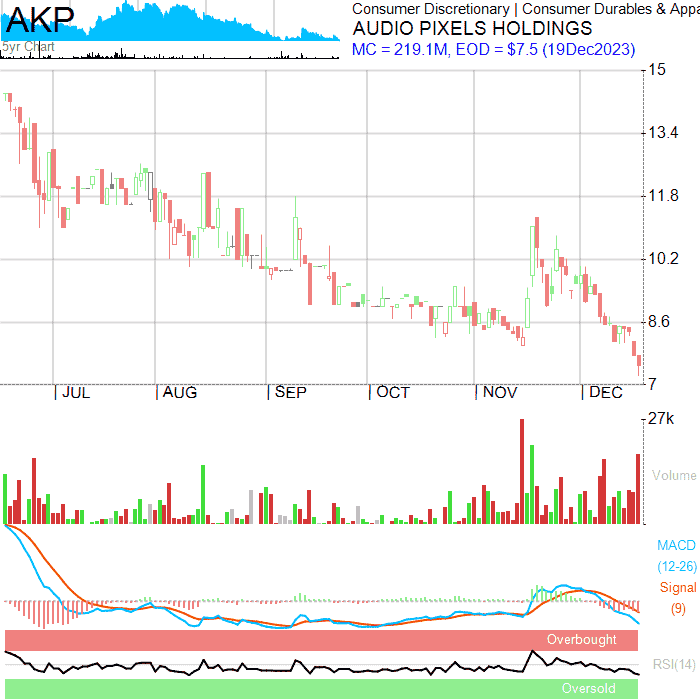 AKP
5yr Chart
Consumer Discretionary | Consumer Durables & Appa
AUDIO PIXELS HOLDINGS
MC = 219.1M, EOD = $7.5 (19Dec2023)
15
13.4
11.8
10.2
8.6
7
JUL AUG SEP OCT NOV DEC
27k
Volume
MACD
(12-26)
Signal
(9)
Overbought
RSI(14)
Oversold